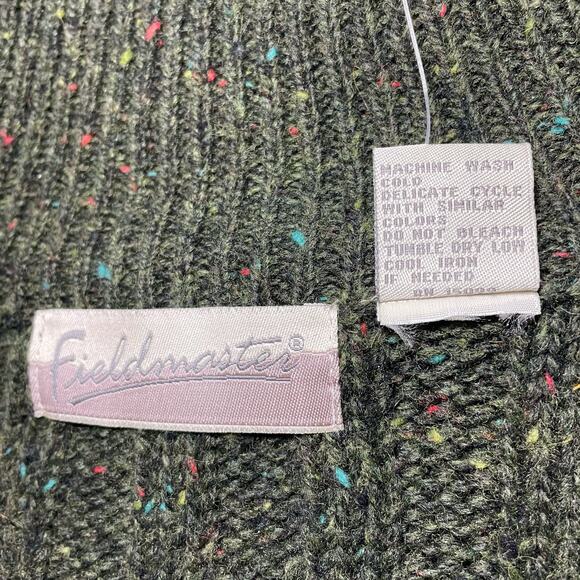 MACHINE WASH
COLD
DELICATE CYCLE
WITH SIMILAR
COLORS
DO NOT BLEACH
TUMBLE DRY LOW
COOL IRON
IF NEEDED
Fieldmaster®